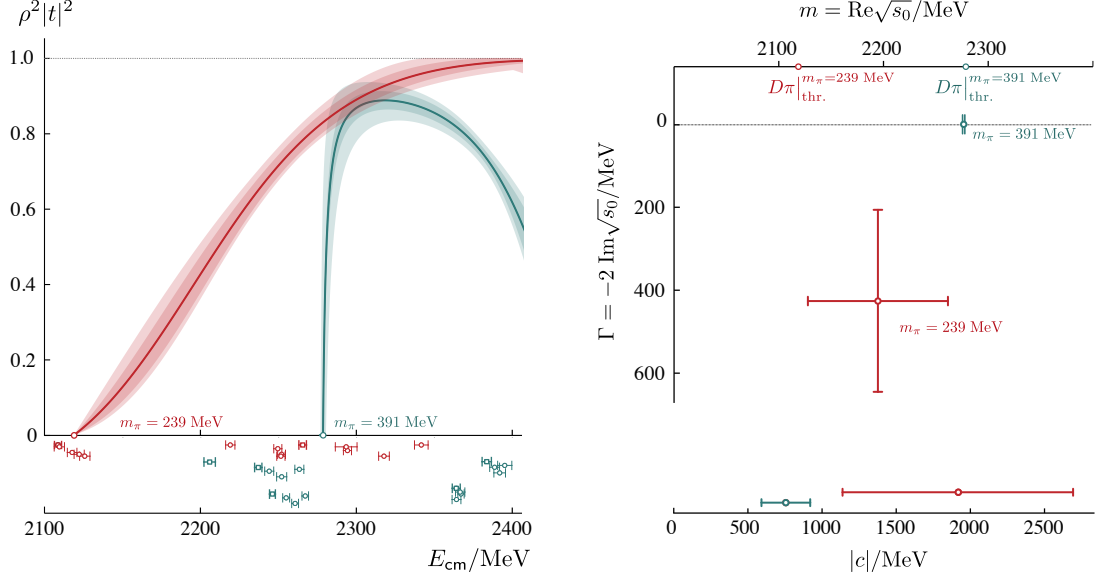 ρ²|t|²
1.0
0.8
0.6
0.4
0.2
0
m_π = 239 MeV
m_π = 391 MeV
2100 2200 2300 2400
E_cm/MeV
m = Re√s₀/MeV
2100 2200 2300
Dπ|_thr.^{m_π=239 MeV}
Dπ|_thr.^{m_π=391 MeV}
0
m_π = 391 MeV
200
400
m_π = 239 MeV
600
Γ = −2 Im√s₀/MeV
0 500 1000 1500 2000 2500
|c|/MeV